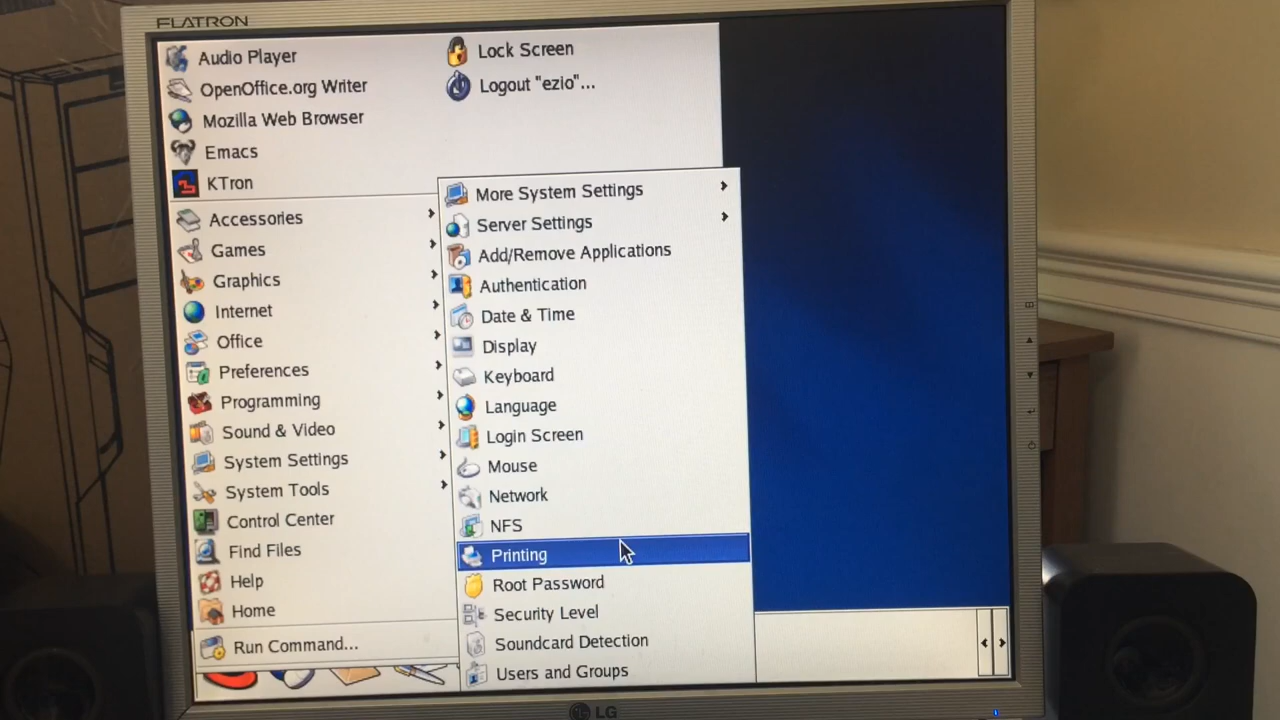 FLATRON
Audio Player
OpenOffice.org Writer
Mozilla Web Browser
Emacs
KTron
Accessories
Games
Graphics
Internet
Office
Preferences
Programming
Sound & Video
System Settings
System Tools
Control Center
Find Files
Help
Home
Run Command...
Lock Screen
Logout "ezio"...
More System Settings
Server Settings
Add/Remove Applications
Authentication
Date & Time
Display
Keyboard
Language
Login Screen
Mouse
Network
NFS
Printing
Root Password
Security Level
Soundcard Detection
Users and Groups
LG